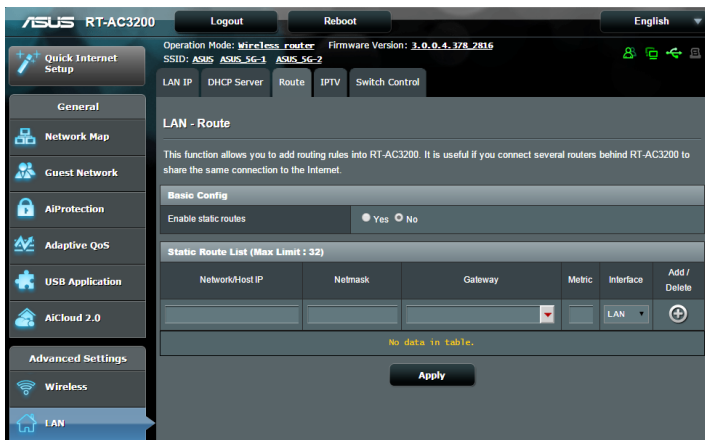 ASUS RT-AC3200 Logout Reboot English
Quick Internet Setup
General
Network Map
Guest Network
AiProtection
Adaptive QoS
USB Application
AiCloud 2.0
Advanced Settings
Wireless
LAN
Operation Mode: Wireless router Firmware Version: 3.0.0.4.378_2816
SSID: ASUS ASUS_5G-1 ASUS_5G-2
LAN IP DHCP Server Route IPTV Switch Control
LAN - Route
This function allows you to add routing rules into RT-AC3200. It is useful if you connect several routers behind RT-AC3200 to
share the same connection to the Internet.
Basic Config
Enable static routes Yes No
Static Route List (Max Limit : 32)
Network/Host IP Netmask Gateway Metric Interface Add / Delete
LAN
No data in table.
Apply